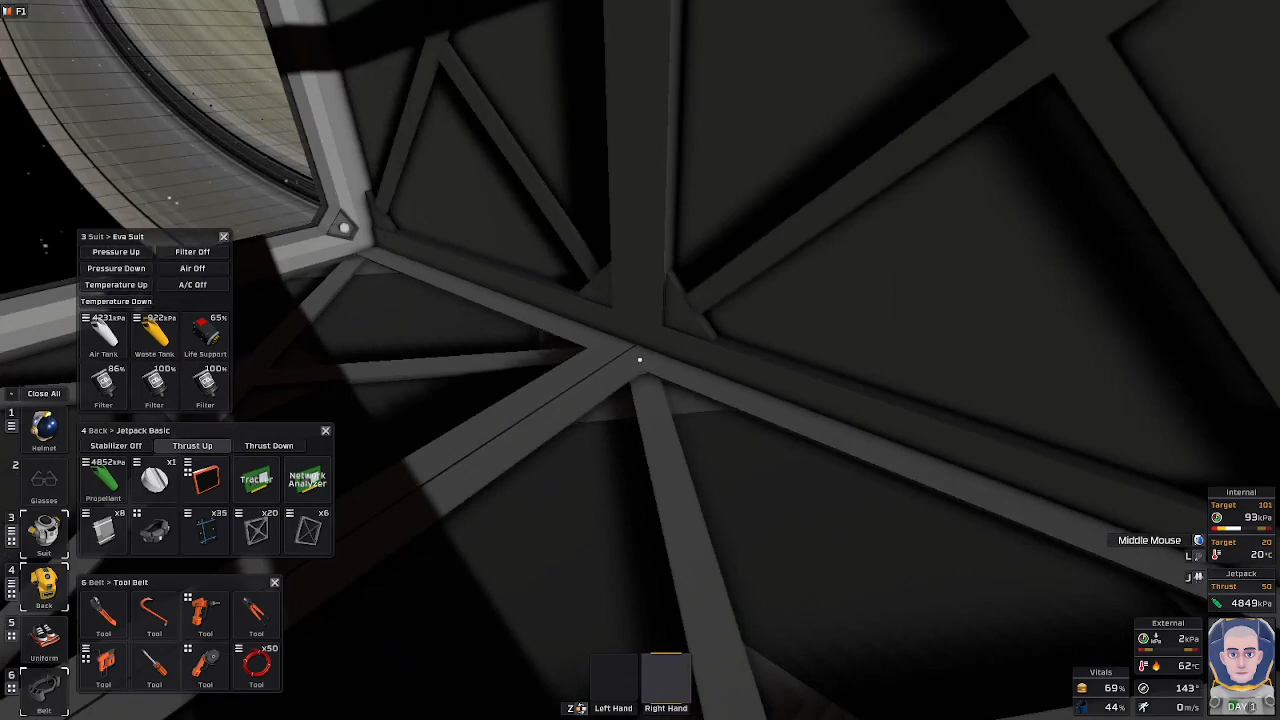 F1
3 Suit > Eva Suit
Pressure Up
Filter Off
Pressure Down
Air Off
Temperature Up
A/C Off
Temperature Down
4231kPa
922kPa
65%
Air Tank
Waste Tank
Life Support
86%
100%
100%
Filter
Filter
Filter
Close All
1
Helmet
2
Glasses
3
Suit
4
Back
5
Uniform
6
Belt
4 Back > Jetpack Basic
Stabilizer Off
Thrust Up
Thrust Down
4852kPa
x1
Propellant
Tracker
Network Analyzer
x8
x35
x20
x6
6 Belt > Tool Belt
Tool
Tool
Tool
Tool
x50
Tool
Tool
Tool
Tool
Z
Left Hand
Right Hand
Middle Mouse
L
J
Internal
Target 101
93kPa
Target 20
20°C
Jetpack
Thrust 50
4849kPa
External
2kPa
62°C
143°
0m/s
Vitals
69%
44%
DAY 1